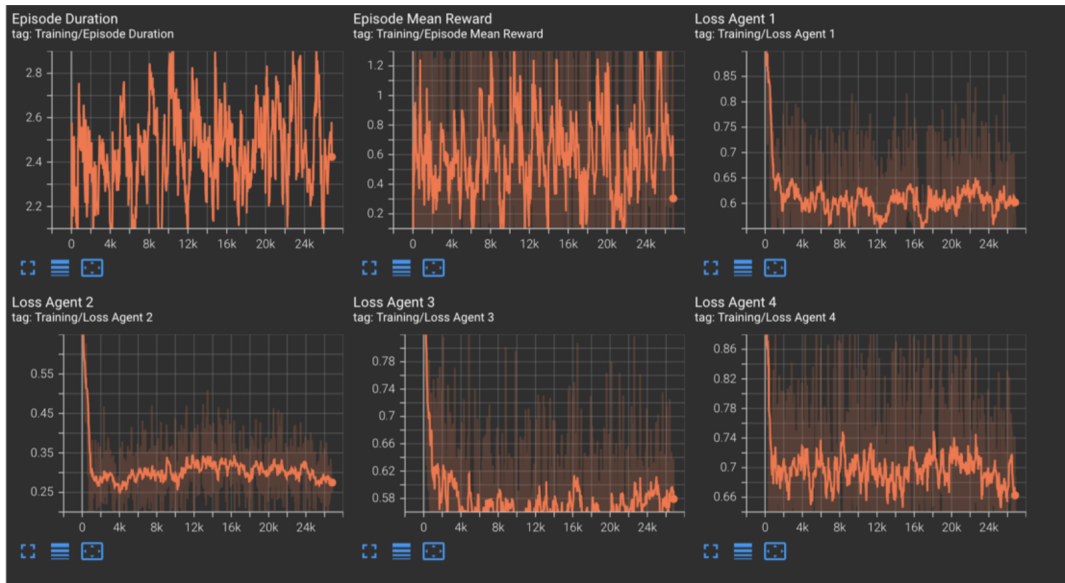 Episode Duration
tag: Training/Episode Duration
2.8
2.6
2.4
2.2
0 4k 8k 12k 16k 20k 24k
Episode Mean Reward
tag: Training/Episode Mean Reward
1.2
1
0.8
0.6
0.4
0.2
0 4k 8k 12k 16k 20k 24k
Loss Agent 1
tag: Training/Loss Agent 1
0.85
0.8
0.75
0.7
0.65
0.6
0 4k 8k 12k 16k 20k 24k
Loss Agent 2
tag: Training/Loss Agent 2
0.55
0.45
0.35
0.25
0 4k 8k 12k 16k 20k 24k
Loss Agent 3
tag: Training/Loss Agent 3
0.78
0.74
0.7
0.66
0.62
0.58
0 4k 8k 12k 16k 20k 24k
Loss Agent 4
tag: Training/Loss Agent 4
0.86
0.82
0.78
0.74
0.7
0.66
0 4k 8k 12k 16k 20k 24k